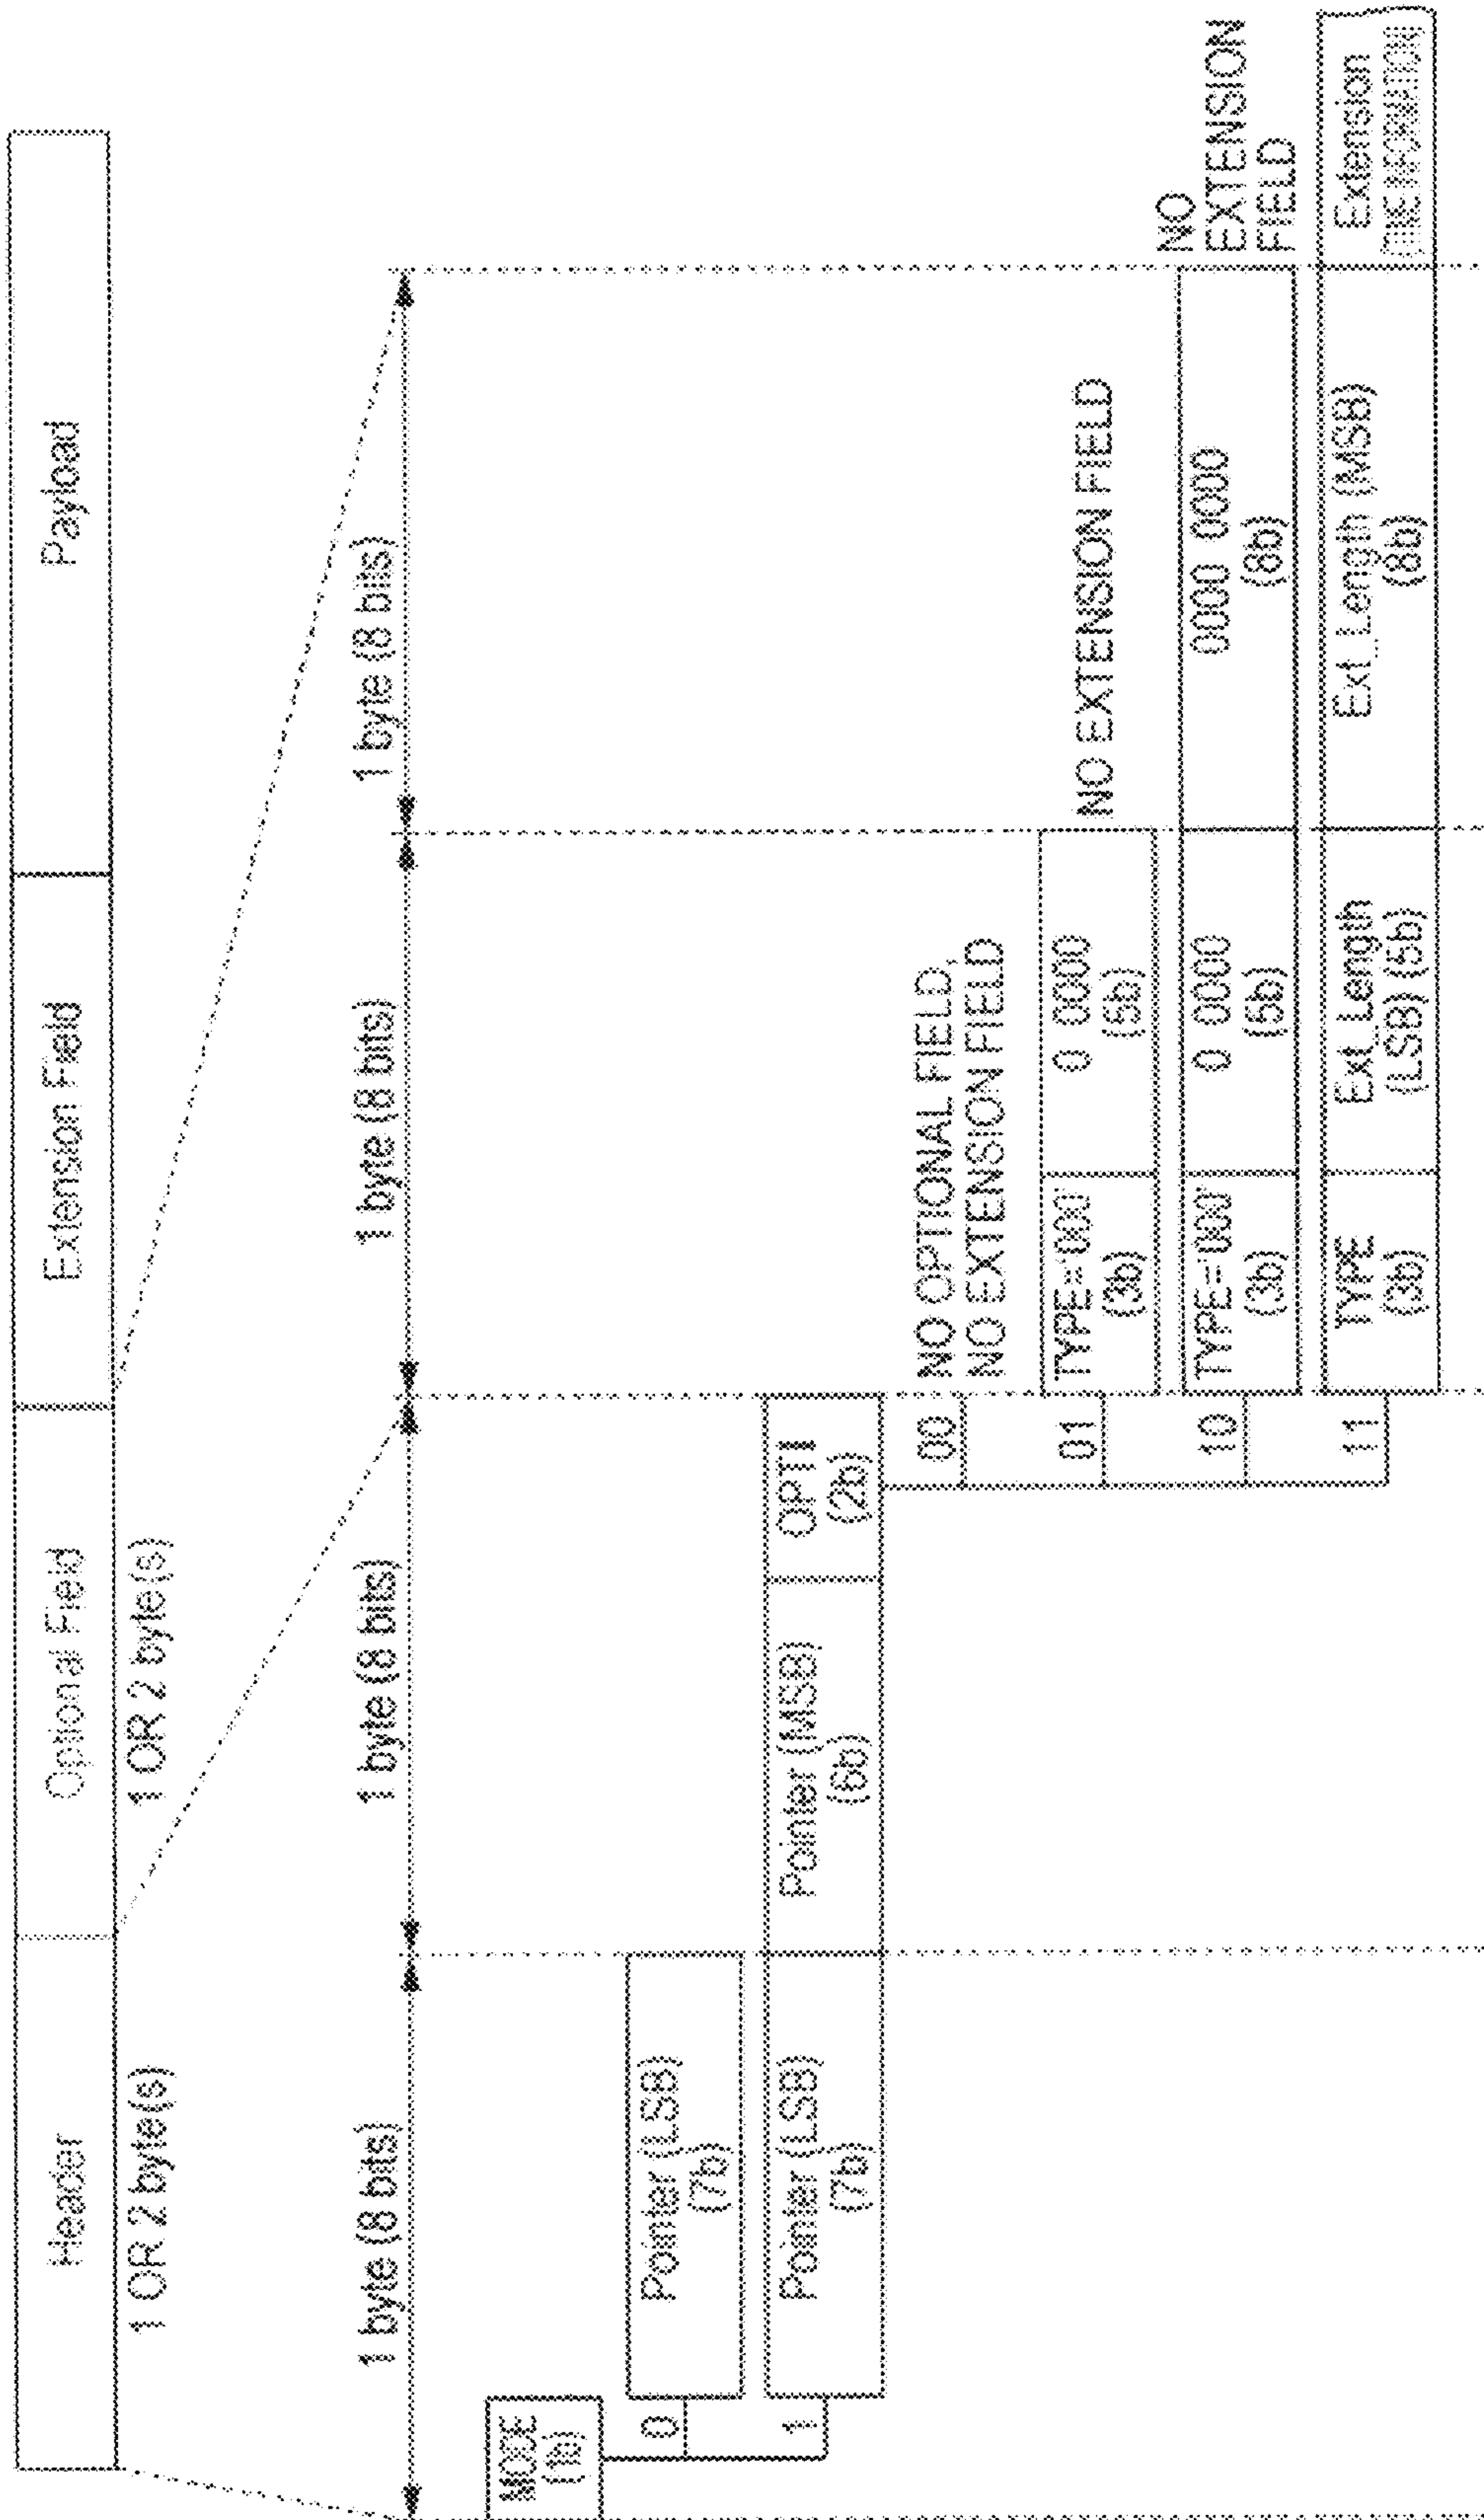 Header
Optional Field
Extension Field
Payload
1 OR 2 byte(s)
1 OR 2 byte(s)
1 byte (8 bits)
1 byte (8 bits)
1 byte (8 bits)
1 byte (8 bits)
MODE
(1b)
0
Pointer (LSB)
(7b)
1
Pointer (LSB)
(7b)
Pointer (MSB)
(6b)
OPTI
(2b)
00
NO OPTIONAL FIELD,
NO EXTENSION FIELD
01
TYPE='000'
(3b)
0 0000
(5b)
NO EXTENSION FIELD
10
TYPE='000'
(3b)
0 0000
(5b)
0000 0000
(8b)
NO
EXTENSION
FIELD
11
TYPE
(3b)
Ext_Length
(LSB) (5b)
Ext_Length (MSB)
(8b)
Extension
(TIME INFORMATION)